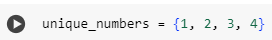 unique_numbers = {1, 2, 3, 4}